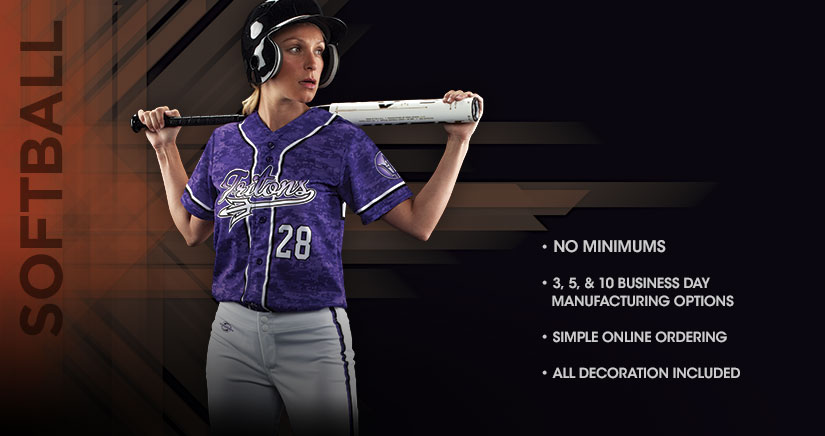 SOFTBALL
Tritons
28
• NO MINIMUMS
• 3, 5, & 10 BUSINESS DAY
MANUFACTURING OPTIONS
• SIMPLE ONLINE ORDERING
• ALL DECORATION INCLUDED